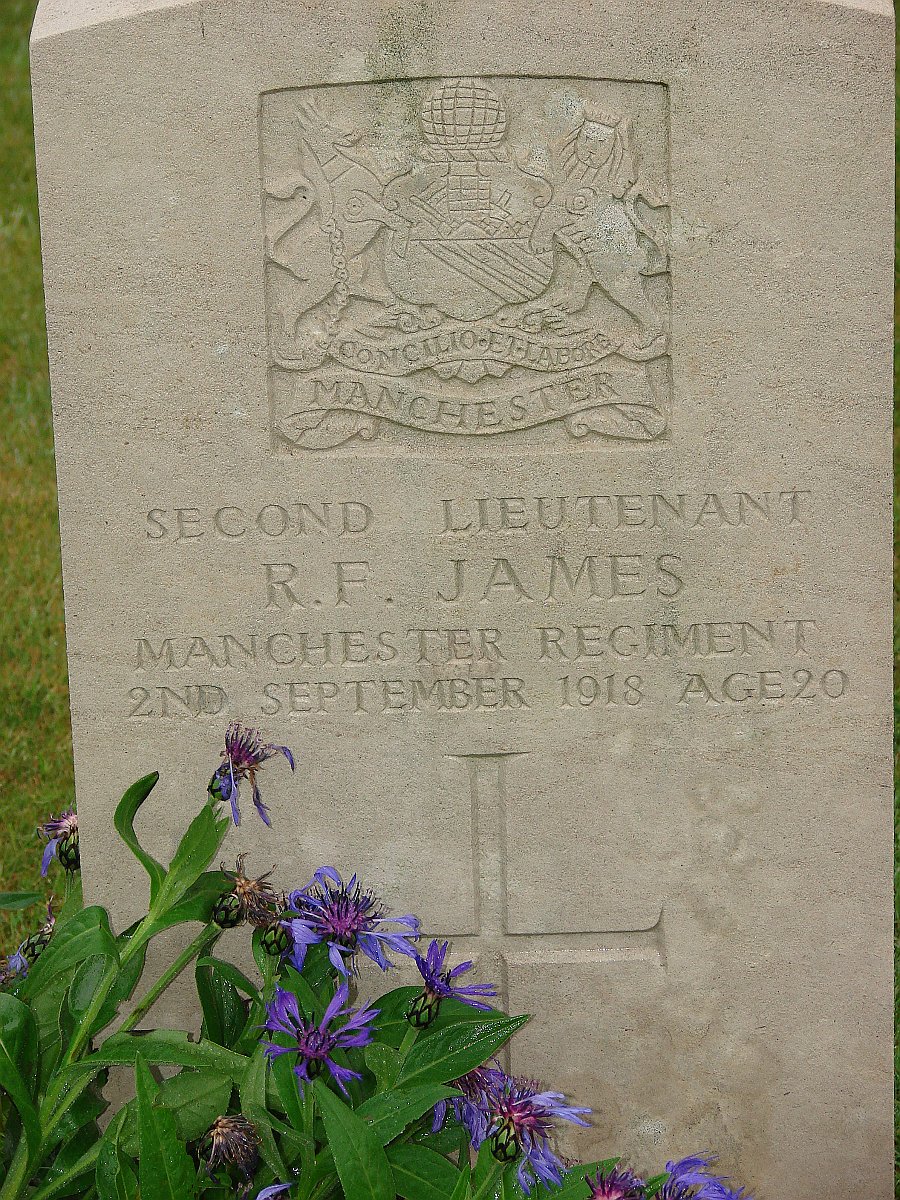 CONCILIO·ET·LABORE
MANCHESTER
SECOND LIEUTENANT
R.F. JAMES
MANCHESTER REGIMENT
2ND SEPTEMBER 1918 AGE 20